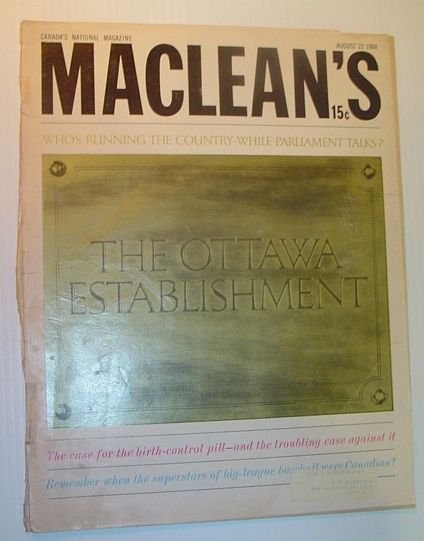 CANADA'S NATIONAL MAGAZINE
AUGUST 22 1964
MACLEAN'S
15¢
WHO'S RUNNING THE COUNTRY WHILE PARLIAMENT TALKS?
THE OTTAWA
ESTABLISHMENT
The case for the birth-control pill—and the troubling case against it
Remember when the superstars of big-league baseball were Canadian?